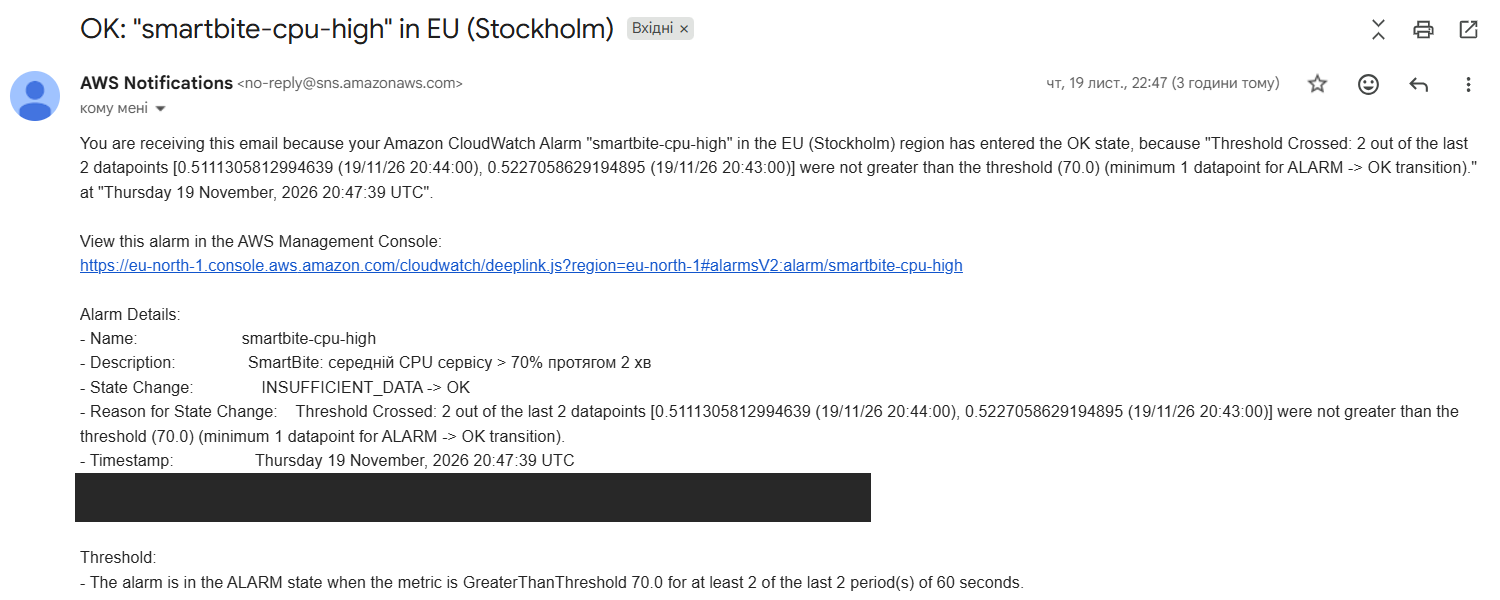 OK: "smartbite-cpu-high" in EU (Stockholm) Вхідні ×
AWS Notifications <no-reply@sns.amazonaws.com> чт, 19 лист., 22:47 (3 години тому)
кому мені
You are receiving this email because your Amazon CloudWatch Alarm "smartbite-cpu-high" in the EU (Stockholm) region has entered the OK state, because "Threshold Crossed: 2 out of the last
2 datapoints [0.5111305812994639 (19/11/26 20:44:00), 0.5227058629194895 (19/11/26 20:43:00)] were not greater than the threshold (70.0) (minimum 1 datapoint for ALARM -> OK transition)."
at "Thursday 19 November, 2026 20:47:39 UTC".
View this alarm in the AWS Management Console:
https://eu-north-1.console.aws.amazon.com/cloudwatch/deeplink.js?region=eu-north-1#alarmsV2:alarm/smartbite-cpu-high
Alarm Details:
- Name: smartbite-cpu-high
- Description: SmartBite: середній CPU сервісу > 70% протягом 2 хв
- State Change: INSUFFICIENT_DATA -> OK
- Reason for State Change: Threshold Crossed: 2 out of the last 2 datapoints [0.5111305812994639 (19/11/26 20:44:00), 0.5227058629194895 (19/11/26 20:43:00)] were not greater than the
threshold (70.0) (minimum 1 datapoint for ALARM -> OK transition).
- Timestamp: Thursday 19 November, 2026 20:47:39 UTC
Threshold:
- The alarm is in the ALARM state when the metric is GreaterThanThreshold 70.0 for at least 2 of the last 2 period(s) of 60 seconds.